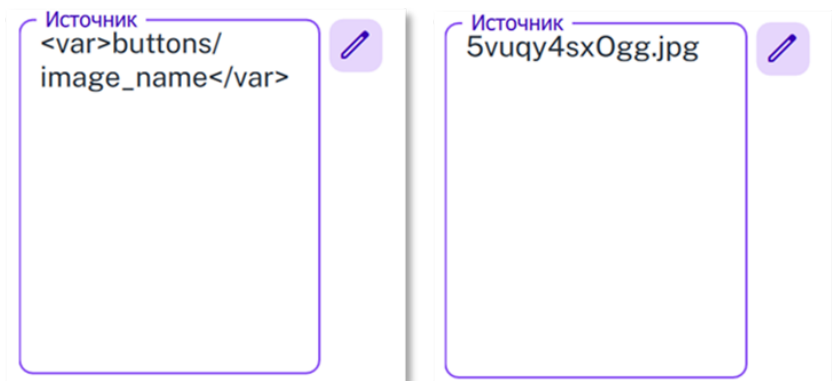 Источник
<var>buttons/
image_name</var>
Источник
5vuqy4sxOgg.jpg